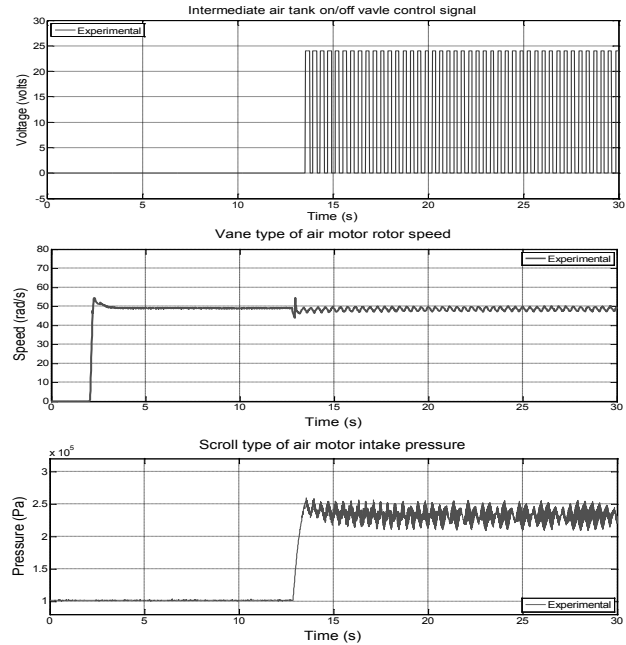 Intermediate air tank on/off vavle control signal
Experimental
Voltage (volts)
30
25
20
15
10
5
0
-5
0 5 10 15 20 25 30
Time (s)
Vane type of air motor rotor speed
Experimental
Speed (rad/s)
80
70
60
50
40
30
20
10
0
0 5 10 15 20 25 30
Time (s)
Scroll type of air motor intake pressure
x 10^5
Pressure (Pa)
3
2.5
2
1.5
1
0 5 10 15 20 25 30
Time (s)
Experimental